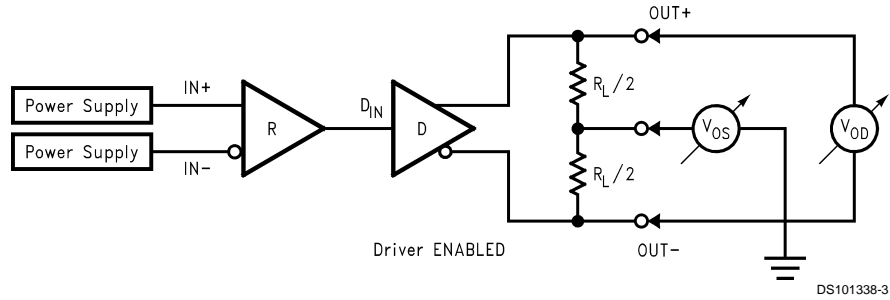 OUT+
IN+
Power Supply
R
D_IN
D
R_L/2
V_OS
V_OD
Power Supply
IN-
R_L/2
Driver ENABLED
OUT-
DS101338-3